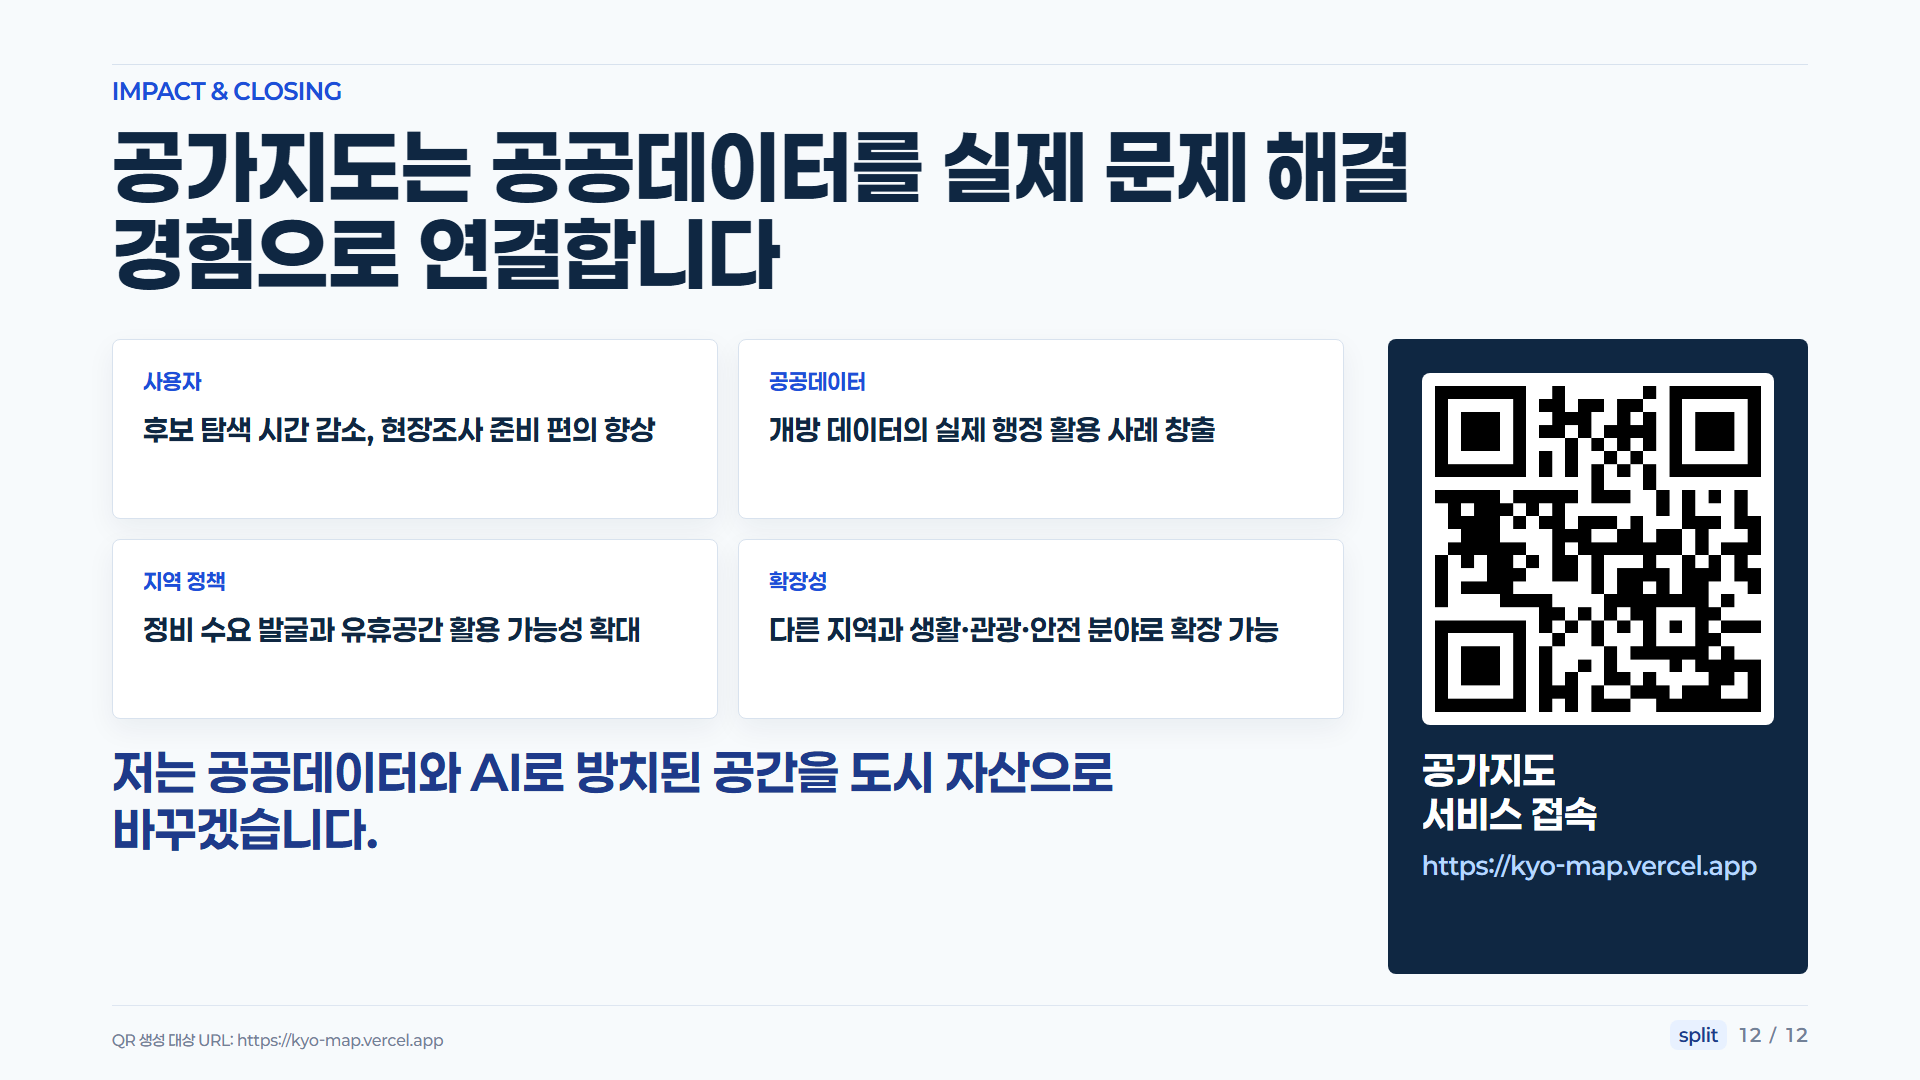 IMPACT & CLOSING
공가지도는 공공데이터를 실제 문제 해결
경험으로 연결합니다
사용자
후보 탐색 시간 감소, 현장조사 준비 편의 향상
공공데이터
개방 데이터의 실제 행정 활용 사례 창출
지역 정책
정비 수요 발굴과 유휴공간 활용 가능성 확대
확장성
다른 지역과 생활·관광·안전 분야로 확장 가능
저는 공공데이터와 AI로 방치된 공간을 도시 자산으로
바꾸겠습니다.
공가지도
서비스 접속
https://kyo-map.vercel.app
QR 생성 대상 URL: https://kyo-map.vercel.app
split 12 / 12